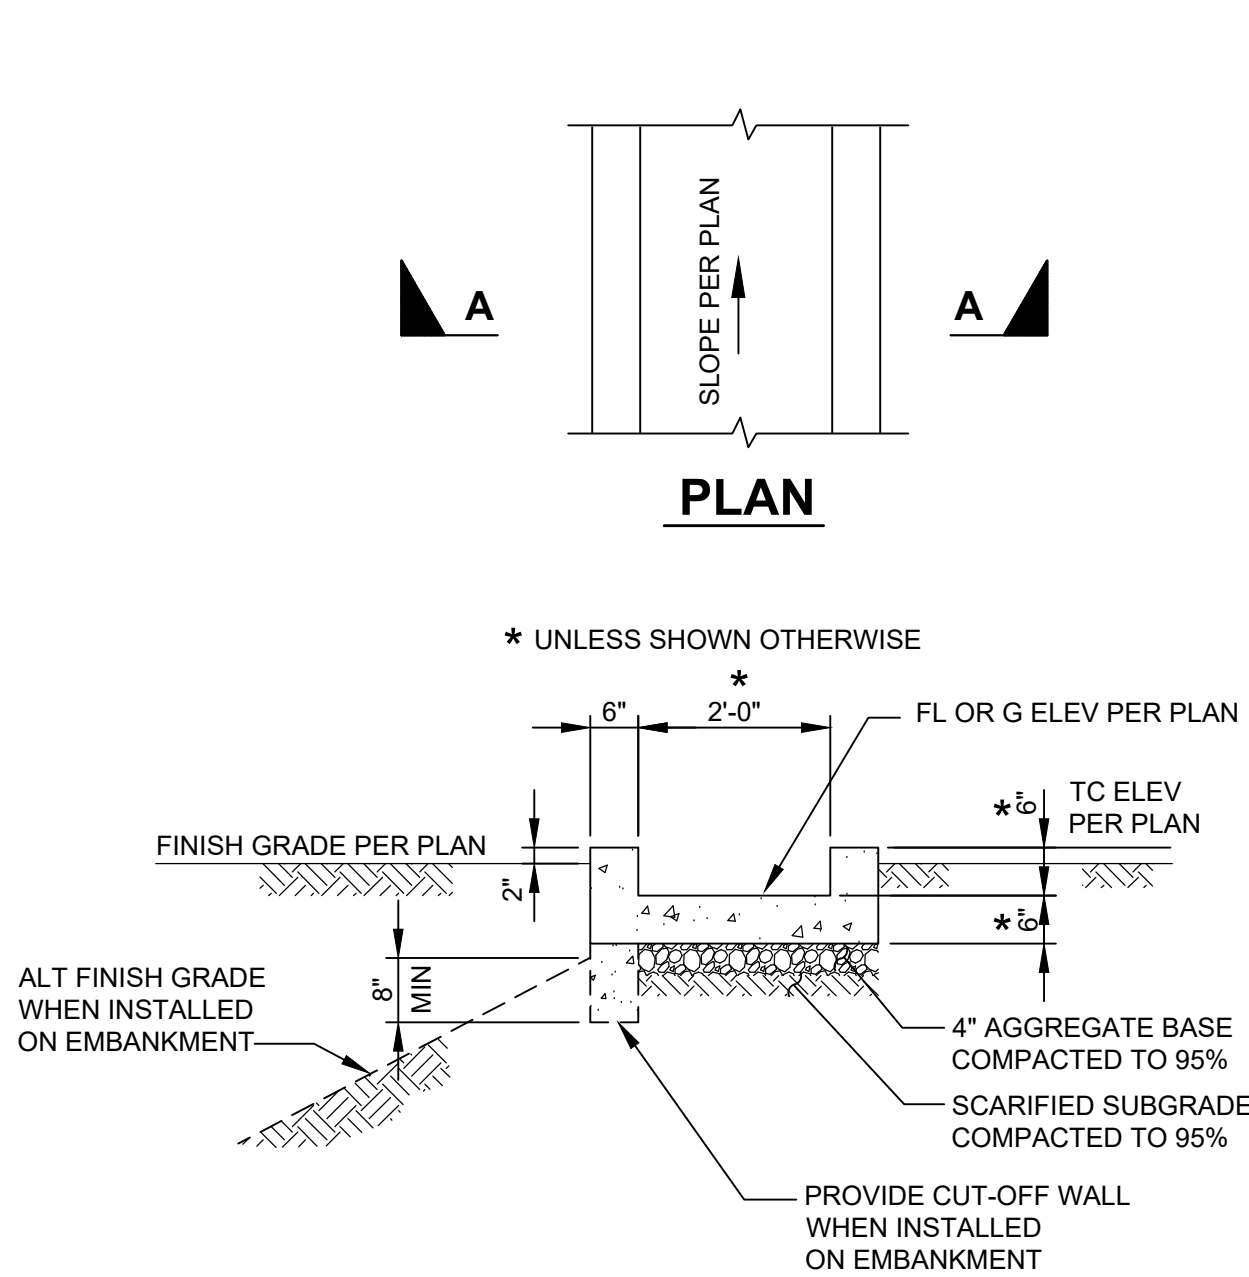 SLOPE PER PLAN
A
A
PLAN
* UNLESS SHOWN OTHERWISE
*
6"
2'-0"
FL OR G ELEV PER PLAN
* 6"
TC ELEV
PER PLAN
FINISH GRADE PER PLAN
2"
* 6"
8"
MIN
ALT FINISH GRADE
WHEN INSTALLED
ON EMBANKMENT
4" AGGREGATE BASE
COMPACTED TO 95%
SCARIFIED SUBGRADE
COMPACTED TO 95%
PROVIDE CUT-OFF WALL
WHEN INSTALLED
ON EMBANKMENT